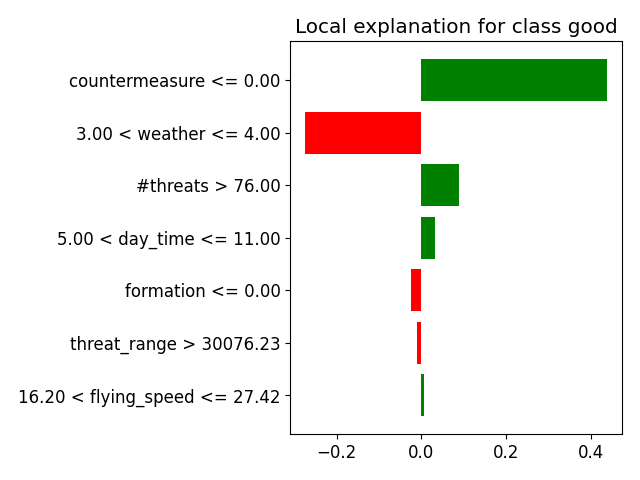 Local explanation for class good
countermeasure <= 0.00
3.00 < weather <= 4.00
#threats > 76.00
5.00 < day_time <= 11.00
formation <= 0.00
threat_range > 30076.23
16.20 < flying_speed <= 27.42
−0.2 0.0 0.2 0.4